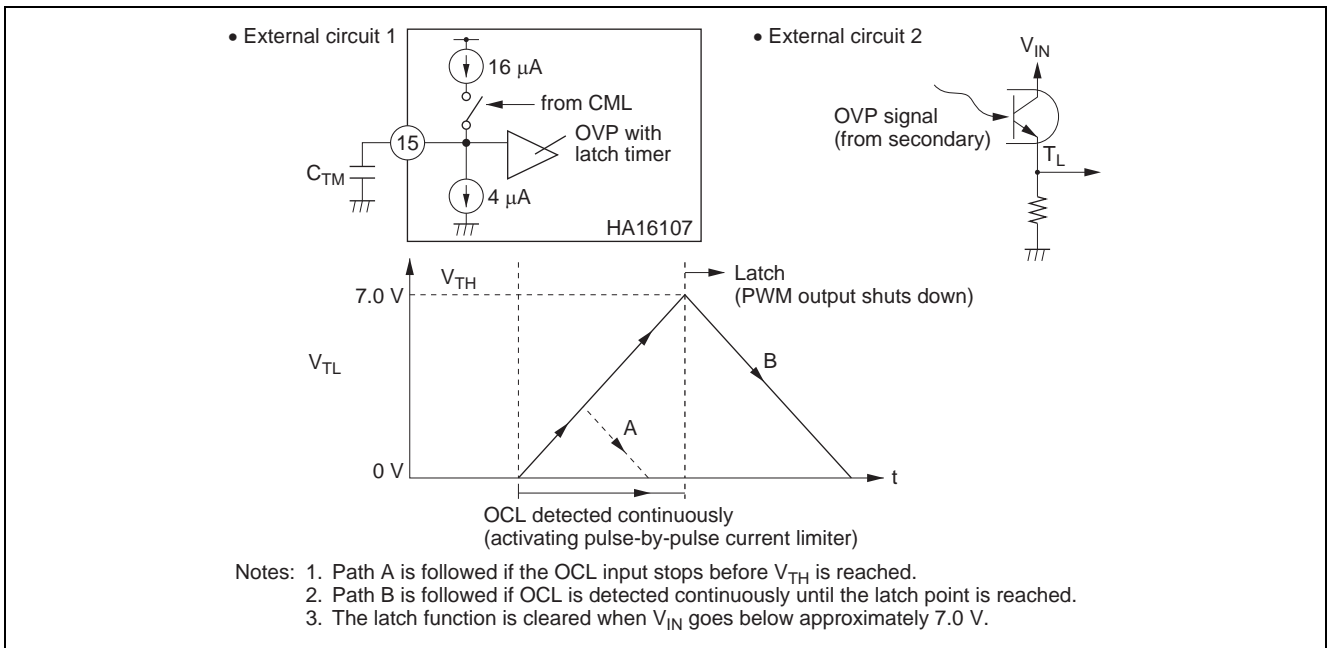 • External circuit 1
16 μA
from CML
15
OVP with
latch timer
C_TM
4 μA
HA16107
• External circuit 2
V_IN
OVP signal
(from secondary)
T_L
V_TH
7.0 V
Latch
(PWM output shuts down)
V_TL
B
A
0 V
t
OCL detected continuously
(activating pulse-by-pulse current limiter)
Notes: 1. Path A is followed if the OCL input stops before V_TH is reached.
2. Path B is followed if OCL is detected continuously until the latch point is reached.
3. The latch function is cleared when V_IN goes below approximately 7.0 V.